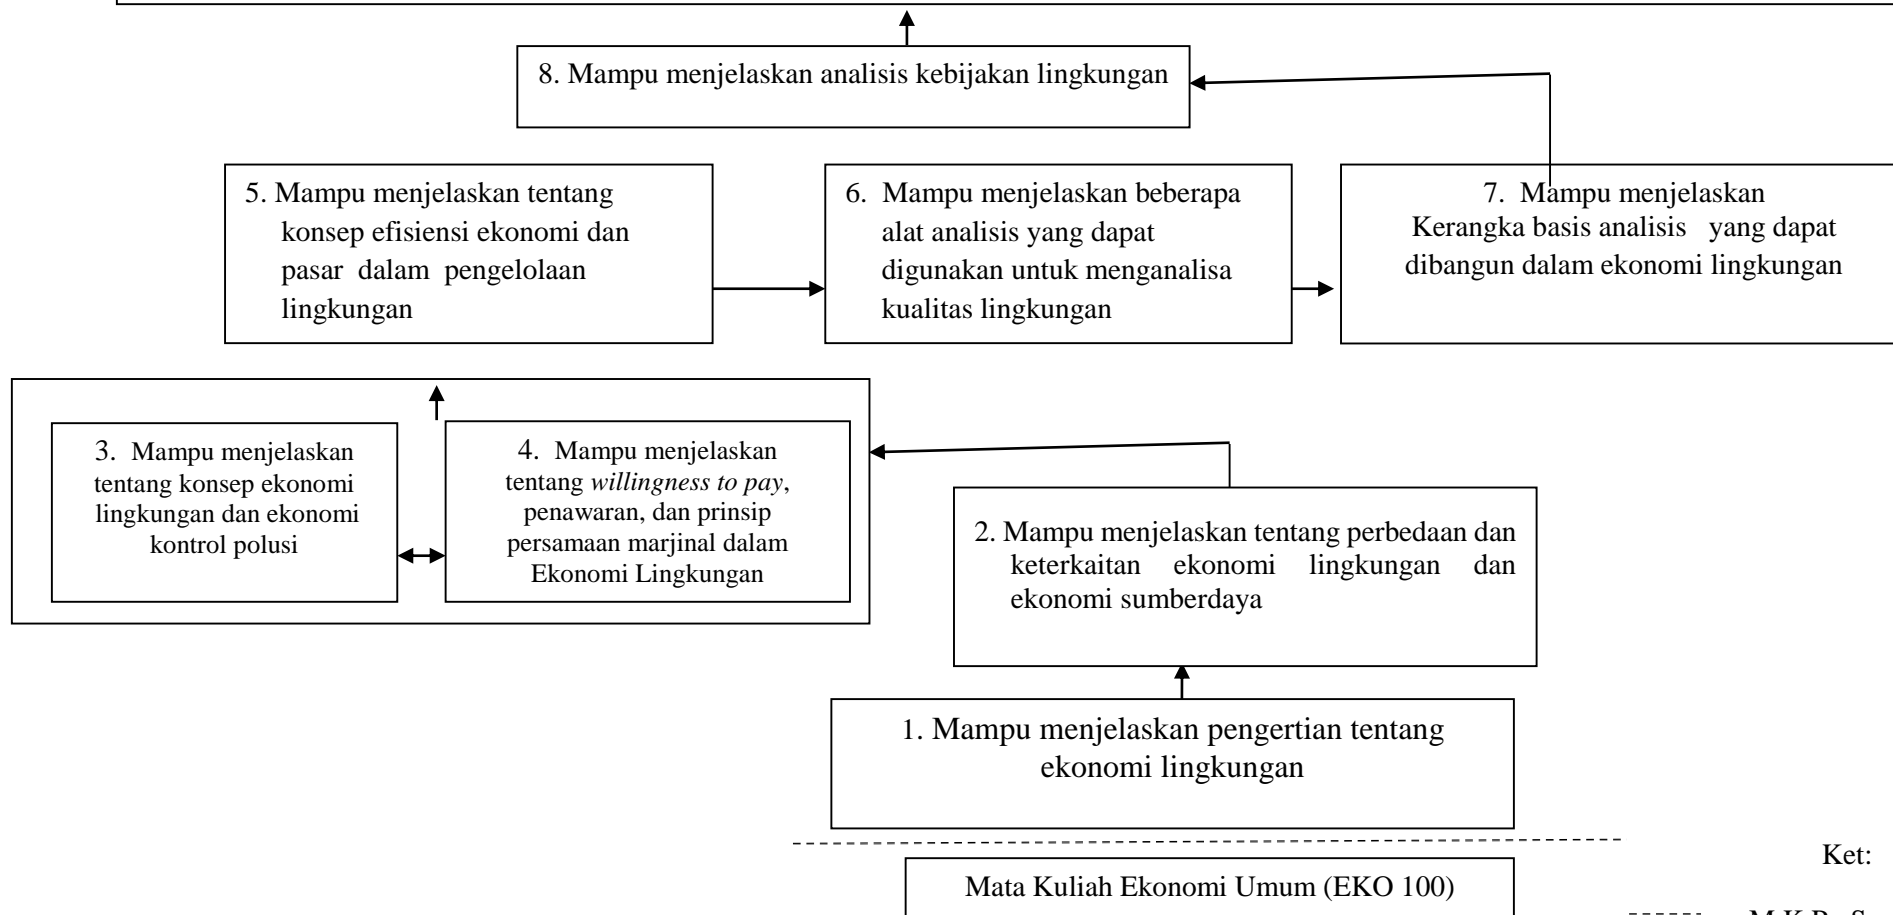 8. Mampu menjelaskan analisis kebijakan lingkungan
5. Mampu menjelaskan tentang
konsep efisiensi ekonomi dan
pasar dalam pengelolaan
lingkungan
6. Mampu menjelaskan beberapa
alat analisis yang dapat
digunakan untuk menganalisa
kualitas lingkungan
7. Mampu menjelaskan
Kerangka basis analisis yang dapat
dibangun dalam ekonomi lingkungan
3. Mampu menjelaskan
tentang konsep ekonomi
lingkungan dan ekonomi
kontrol polusi
4. Mampu menjelaskan
tentang willingness to pay,
penawaran, dan prinsip
persamaan marjinal dalam
Ekonomi Lingkungan
2. Mampu menjelaskan tentang perbedaan dan
keterkaitan ekonomi lingkungan dan
ekonomi sumberdaya
1. Mampu menjelaskan pengertian tentang
ekonomi lingkungan
Ket:
Mata Kuliah Ekonomi Umum (EKO 100)